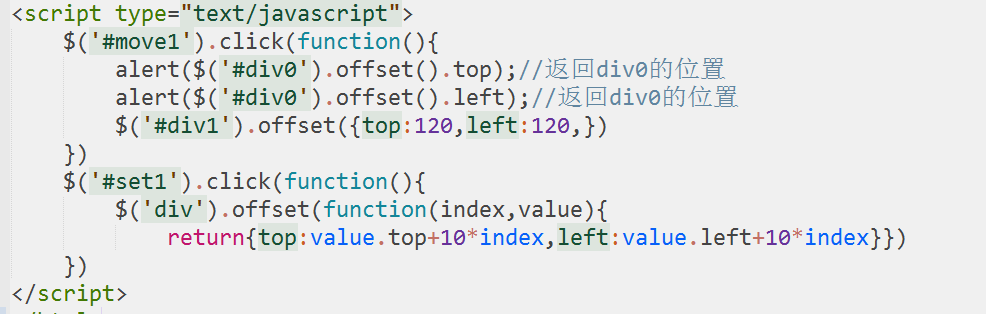 <script type="text/javascript">
$('#move1').click(function(){
alert($('#div0').offset().top);//返回div0的位置
alert($('#div0').offset().left);//返回div0的位置
$('#div1').offset({top:120,left:120,})
})
$('#set1').click(function(){
$('div').offset(function(index,value){
return{top:value.top+10*index,left:value.left+10*index}})
})
</script>